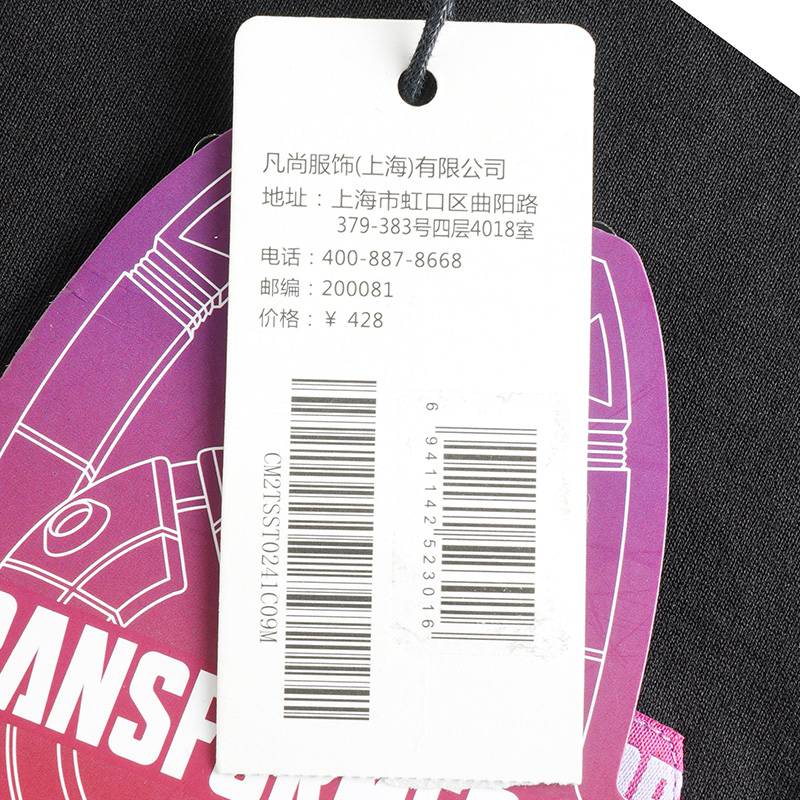 凡尚服饰(上海)有限公司
地址：上海市虹口区曲阳路
379-383号四层4018室
电话：400-887-8668
邮编：200081
价格：¥ 428
CM2TSST0241C09M
6 941142 523016